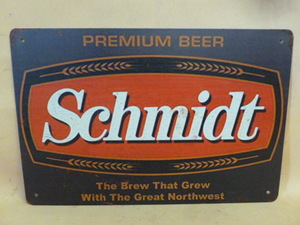 PREMIUM BEER
Schmidt
The Brew That Grew
With The Great Northwest